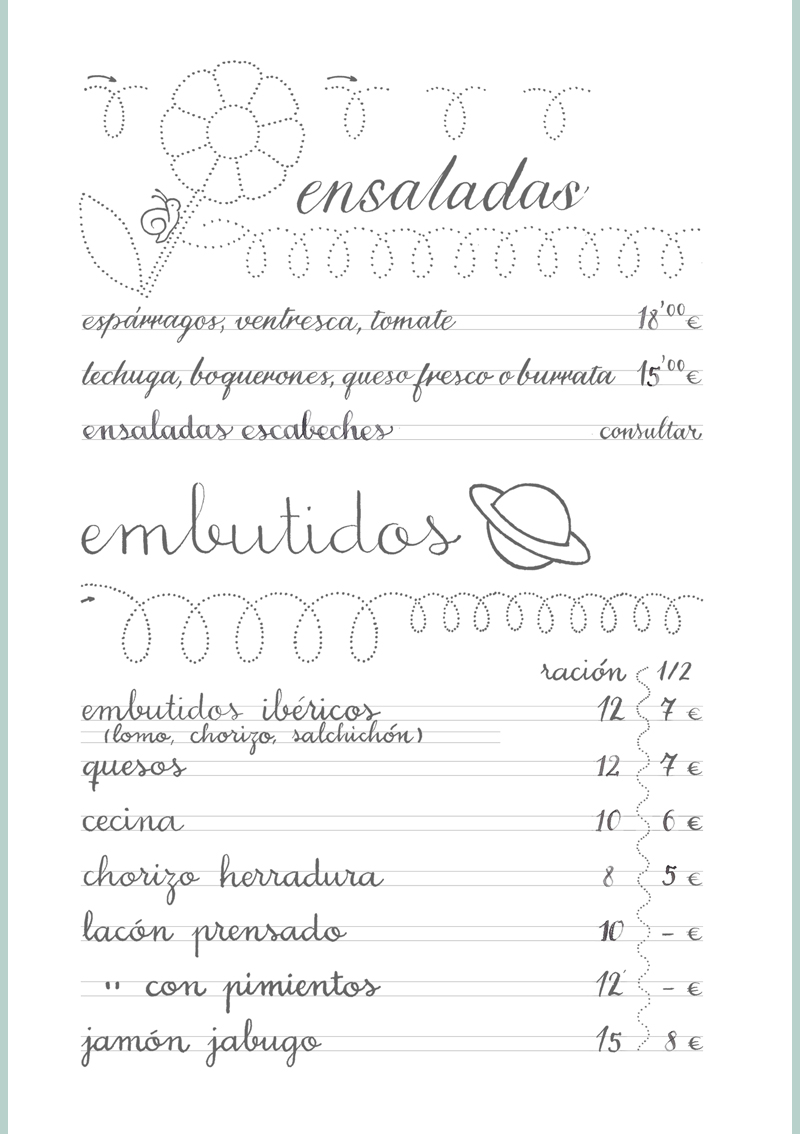 ensaladas
espárragos, ventresca, tomate 18'00 €
lechuga, boquerones, queso fresco o burrata 15'00 €
ensaladas escabeches consultar
embutidos
ración 1/2
embutidos ibéricos 12 7 €
(lomo, chorizo, salchichón)
quesos 12 7 €
cecina 10 6 €
chorizo herradura 8 5 €
lacón prensado 10 - €
" con pimientos 12 - €
jamón jabugo 15 8 €